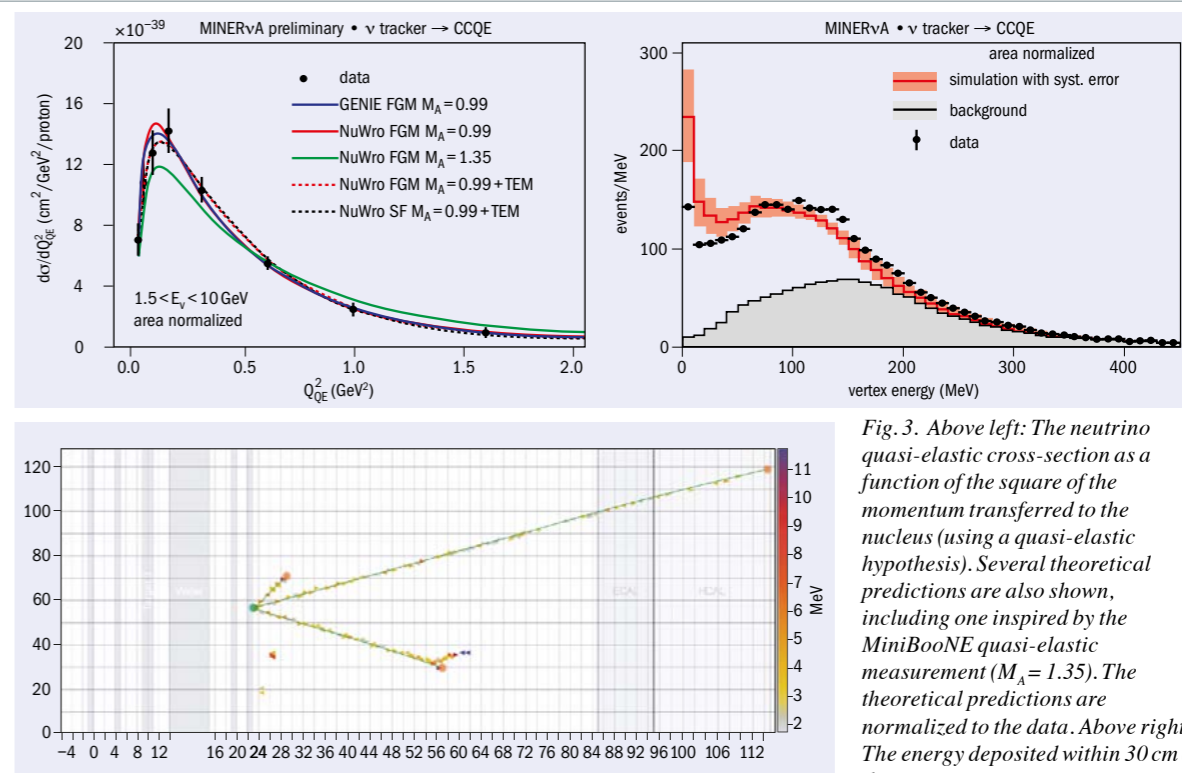 ×10⁻³⁹
MINERνA preliminary • ν tracker → CCQE
20
16
12
8
4
0
dσ/dQ²QE (cm²/GeV²/proton)
data
GENIE FGM MA = 0.99
NuWro FGM MA = 0.99
NuWro FGM MA = 1.35
NuWro FGM MA = 0.99 + TEM
NuWro SF MA = 0.99 + TEM
1.5 < Eν < 10 GeV
area normalized
0.0 0.5 1.0 1.5 2.0
Q²QE (GeV²)
MINERνA • ν tracker → CCQE
area normalized
simulation with syst. error
background
data
300
200
100
0
events/MeV
0 100 200 300 400
vertex energy (MeV)
120
100
80
60
40
20
0
ECAL
HCAL
11
10
9
8
7
6
5
4
3
2
MeV
−4 0 4 8 12 16 20 24 28 32 36 40 44 48 52 56 60 64 68 72 76 80 84 88 92 96 100 106 112
Fig. 3. Above left: The neutrino
quasi-elastic cross-section as a
function of the square of the
momentum transferred to the
nucleus (using a quasi-elastic
hypothesis). Several theoretical
predictions are also shown,
including one inspired by the
MiniBooNE quasi-elastic
measurement (MA = 1.35). The
theoretical predictions are
normalized to the data. Above right
The energy deposited within 30 cm